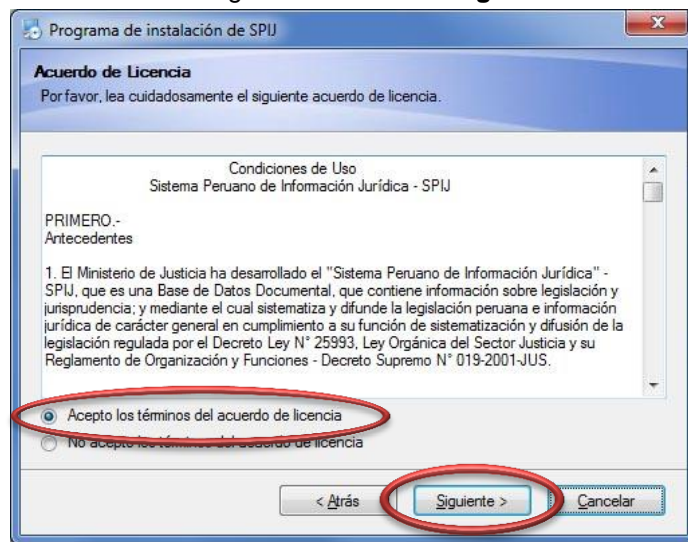 Programa de instalación de SPIJ
Acuerdo de Licencia
Por favor, lea cuidadosamente el siguiente acuerdo de licencia.
Condiciones de Uso
Sistema Peruano de Información Jurídica - SPIJ
PRIMERO.-
Antecedentes
1. El Ministerio de Justicia ha desarrollado el "Sistema Peruano de Información Jurídica" -
SPIJ, que es una Base de Datos Documental, que contiene información sobre legislación y
jurisprudencia; y mediante el cual sistematiza y difunde la legislación peruana e información
jurídica de carácter general en cumplimiento a su función de sistematización y difusión de la
legislación regulada por el Decreto Ley N° 25993, Ley Orgánica del Sector Justicia y su
Reglamento de Organización y Funciones - Decreto Supremo N° 019-2001-JUS.
Acepto los términos del acuerdo de licencia
No acepto los términos del acuerdo de licencia
< Atrás
Siguiente >
Cancelar